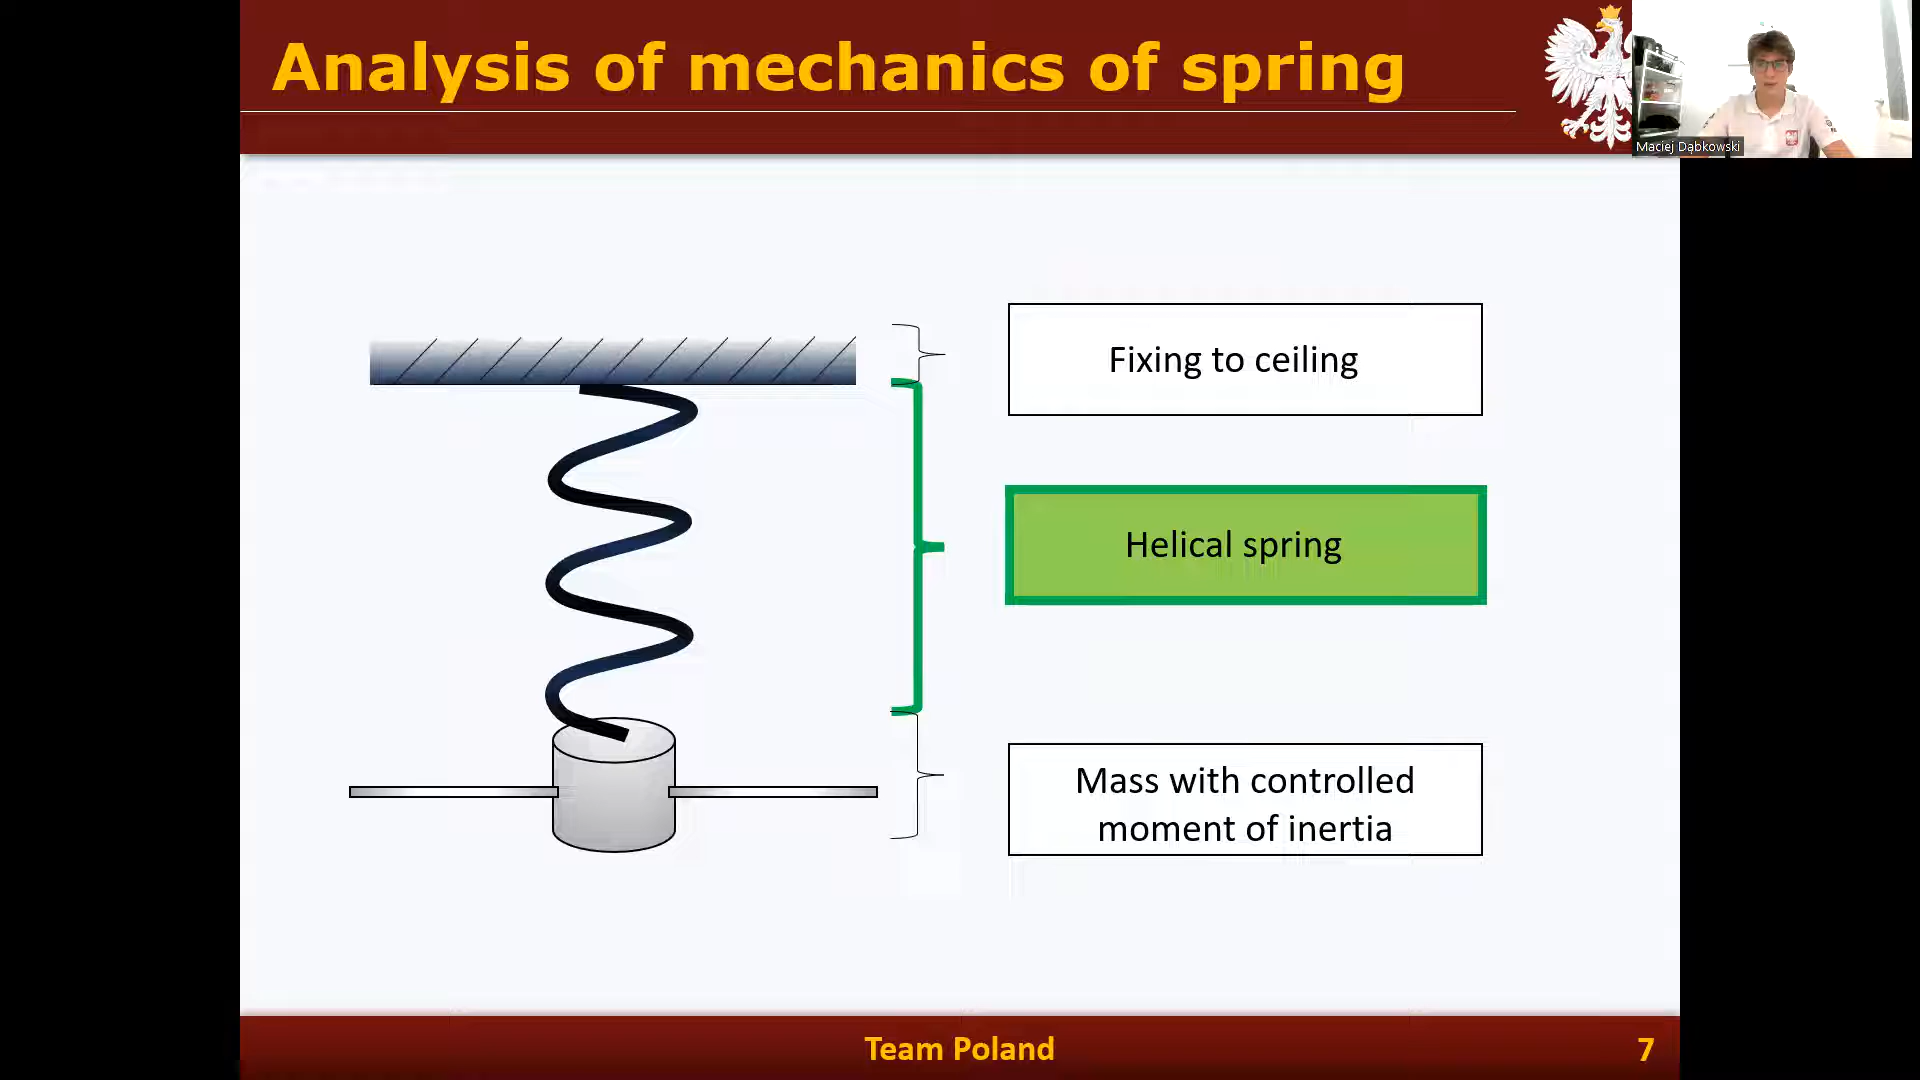 Analysis of mechanics of spring
Maciej Dąbkowski
Fixing to ceiling
Helical spring
Mass with controlled
moment of inertia
Team Poland
7